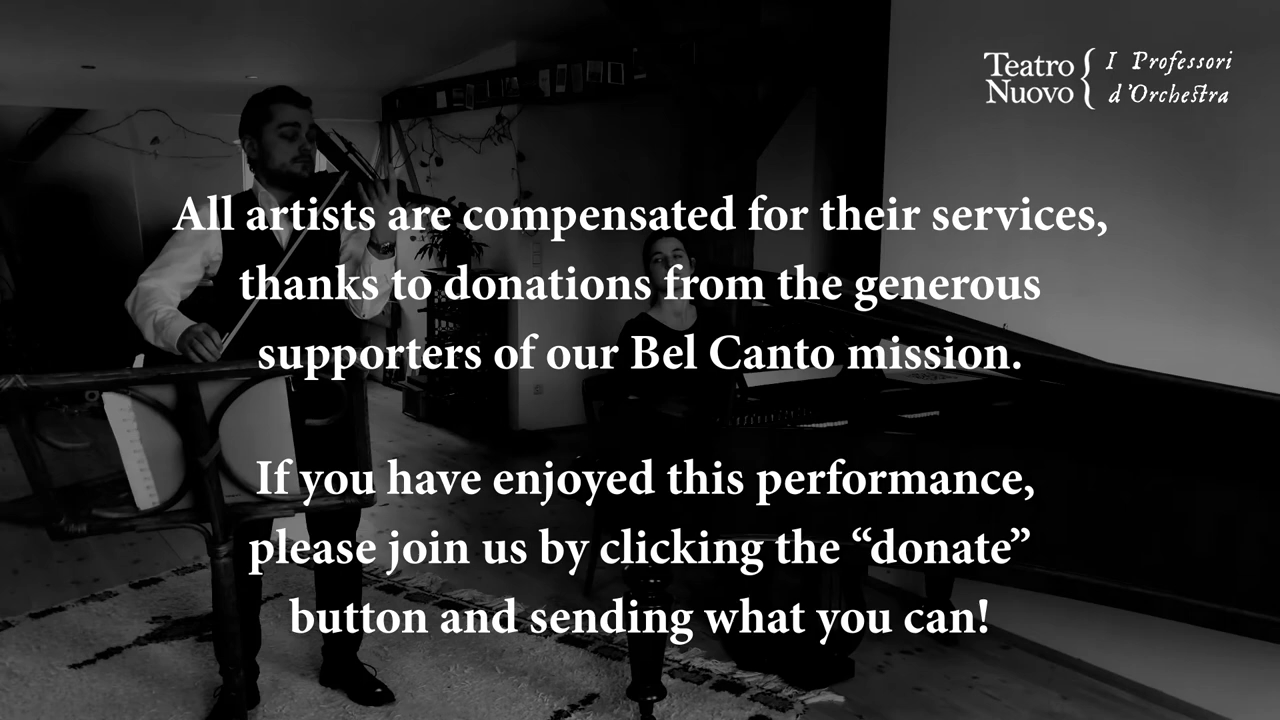 Teatro Nuovo { I Professori d'Orchestra
All artists are compensated for their services,
thanks to donations from the generous
supporters of our Bel Canto mission.
If you have enjoyed this performance,
please join us by clicking the “donate”
button and sending what you can!